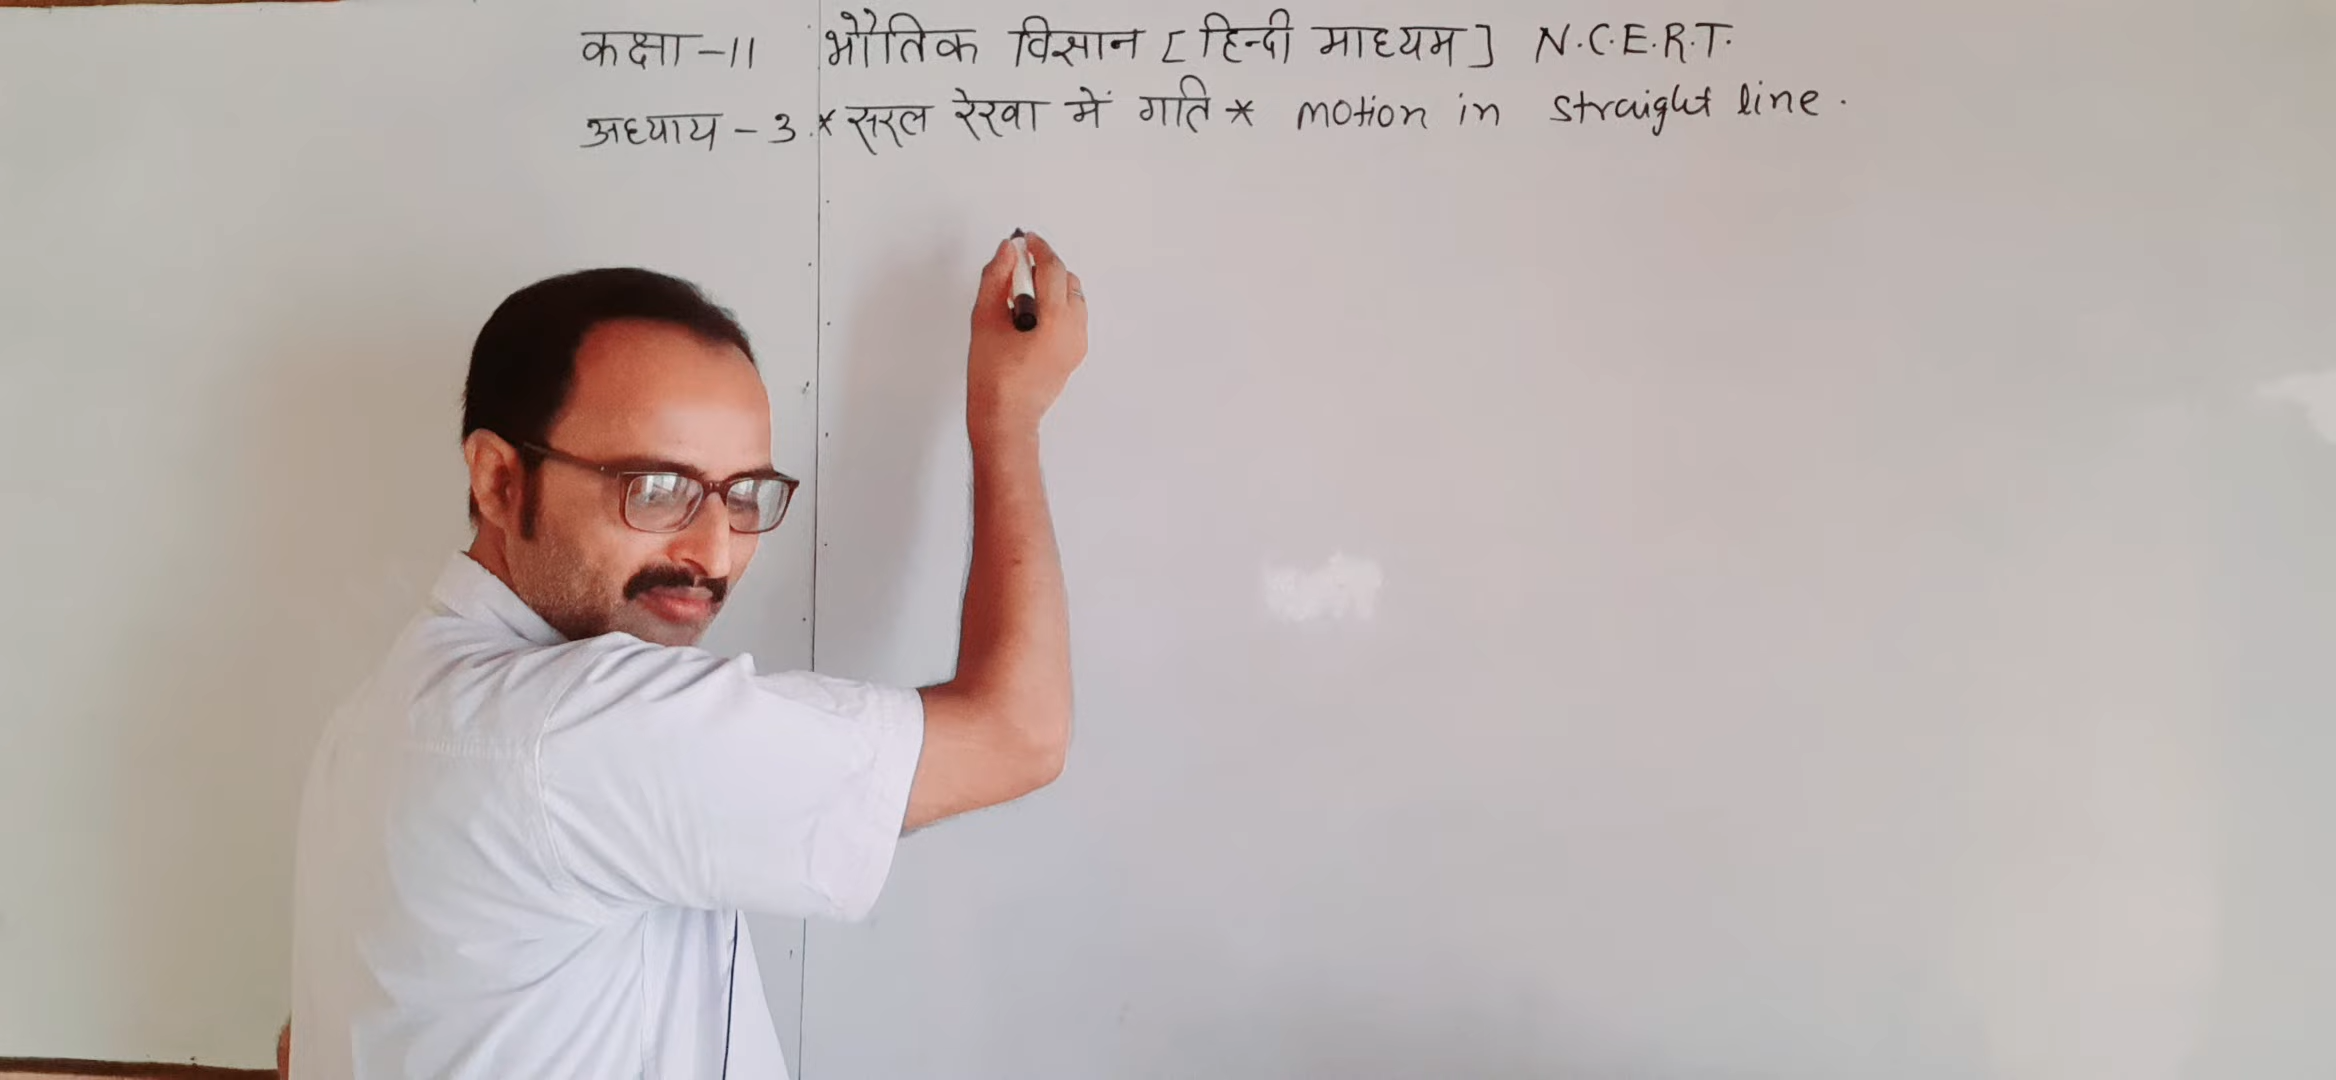 कक्षा -11 भौतिक विज्ञान [ हिन्दी माध्यम ] N.C.E.R.T.
अध्याय - 3 * सरल रेखा में गति * motion in straight line.